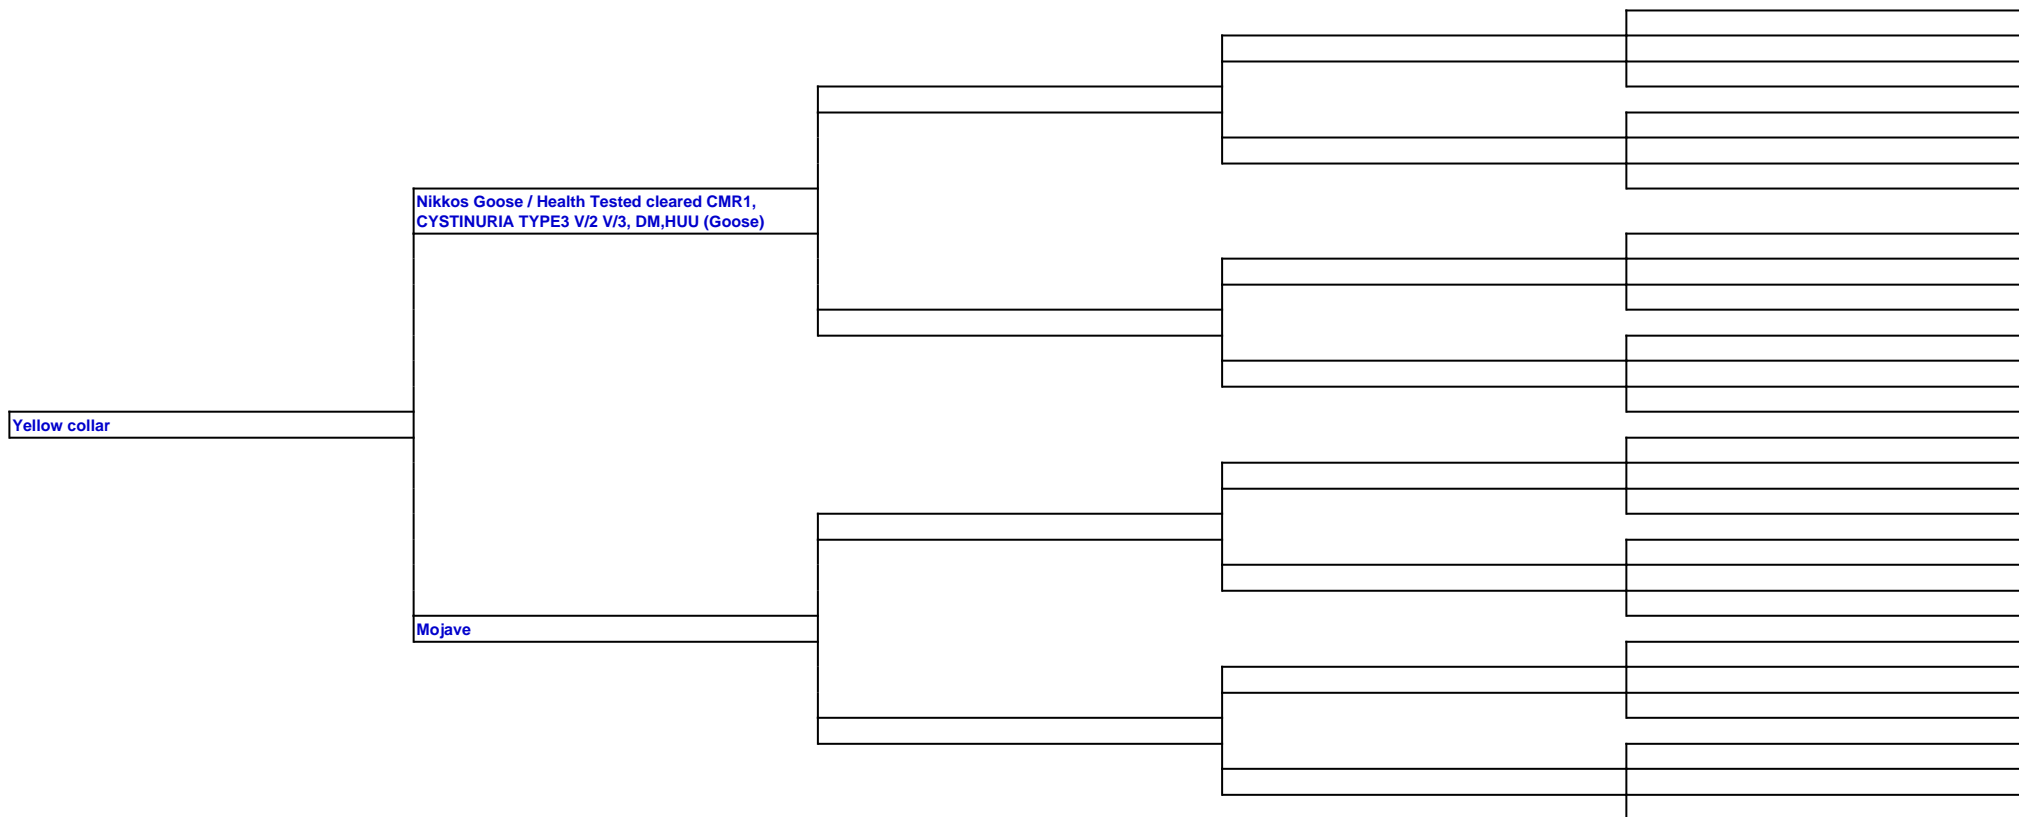 Nikkos Goose / Health Tested cleared CMR1,
CYSTINURIA TYPE3 V/2 V/3, DM,HUU (Goose)
Yellow collar
Mojave